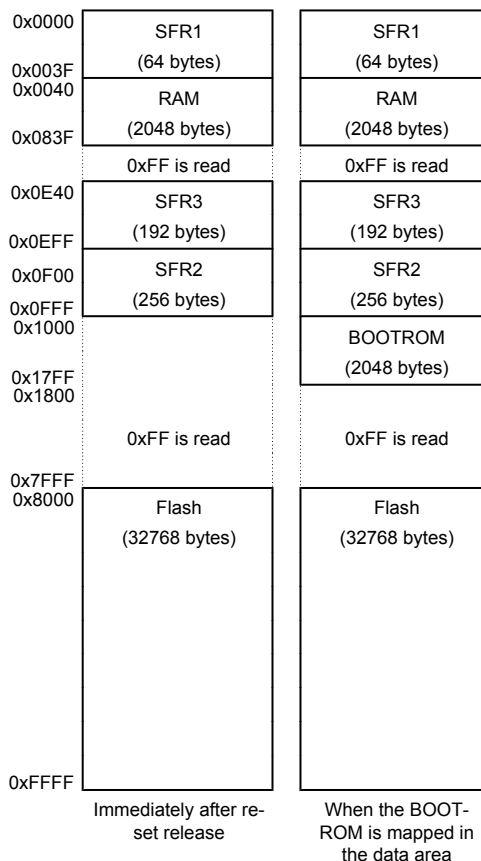 0x0000
SFR1
(64 bytes)
SFR1
(64 bytes)
0x003F
0x0040
RAM
(2048 bytes)
RAM
(2048 bytes)
0x083F
0xFF is read
0xFF is read
0x0E40
SFR3
(192 bytes)
SFR3
(192 bytes)
0x0EFF
0x0F00
SFR2
(256 bytes)
SFR2
(256 bytes)
0x0FFF
0x1000
BOOTROM
(2048 bytes)
0x17FF
0x1800
0xFF is read
0xFF is read
0x7FFF
0x8000
Flash
(32768 bytes)
Flash
(32768 bytes)
0xFFFF
Immediately after re-
set release
When the BOOT-
ROM is mapped in
the data area